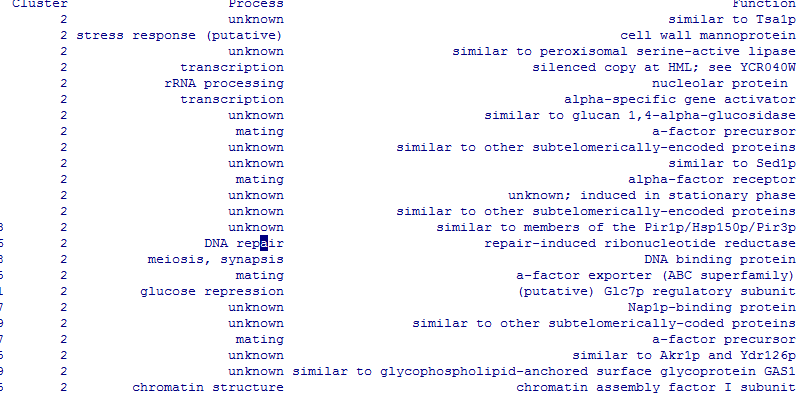 Cluster Process Function
2 unknown similar to Tsa1p
2 stress response (putative) cell wall mannoprotein
2 unknown similar to peroxisomal serine-active lipase
2 transcription silenced copy at HML; see YCR040W
2 rRNA processing nucleolar protein
2 transcription alpha-specific gene activator
2 unknown similar to glucan 1,4-alpha-glucosidase
2 mating a-factor precursor
2 unknown similar to other subtelomerically-encoded proteins
2 unknown similar to Sed1p
2 mating alpha-factor receptor
2 unknown unknown; induced in stationary phase
2 unknown similar to other subtelomerically-encoded proteins
2 unknown similar to members of the Pir1p/Hsp150p/Pir3p
2 DNA repair repair-induced ribonucleotide reductase
2 meiosis, synapsis DNA binding protein
2 mating a-factor exporter (ABC superfamily)
2 glucose repression (putative) Glc7p regulatory subunit
2 unknown Nap1p-binding protein
2 unknown similar to other subtelomerically-coded proteins
2 mating a-factor precursor
2 unknown similar to Akr1p and Ydr126p
2 unknown similar to glycophospholipid-anchored surface glycoprotein GAS1
2 chromatin structure chromatin assembly factor I subunit